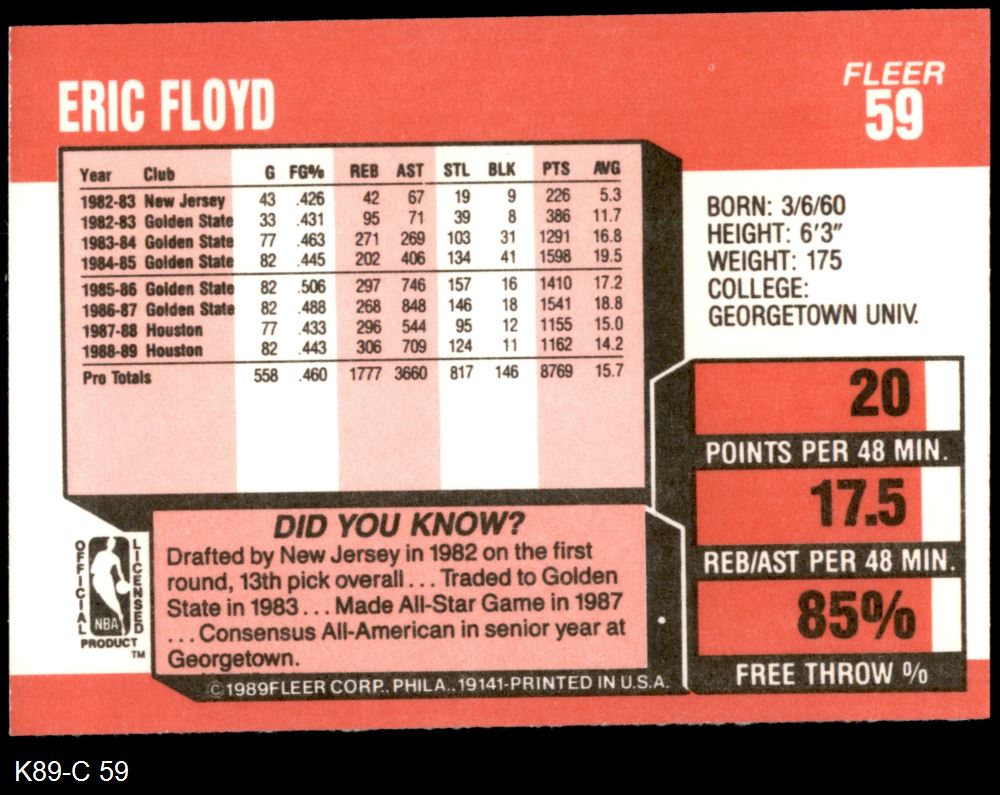 FLEER
ERIC FLOYD 59
Year Club G FG% REB AST STL BLK PTS AVG
1982-83 New Jersey 43 .426 42 67 19 9 226 5.3
1982-83 Golden State 33 .431 95 71 39 8 386 11.7
1983-84 Golden State 77 .463 271 269 103 31 1291 16.8
1984-85 Golden State 82 .445 202 406 134 41 1598 19.5
1985-86 Golden State 82 .506 297 746 157 16 1410 17.2
1986-87 Golden State 82 .488 268 848 146 18 1541 18.8
1987-88 Houston 77 .433 296 544 95 12 1155 15.0
1988-89 Houston 82 .443 306 709 124 11 1162 14.2
Pro Totals 558 .460 1777 3660 817 146 8769 15.7
BORN: 3/6/60
HEIGHT: 6'3"
WEIGHT: 175
COLLEGE:
GEORGETOWN UNIV.
20
POINTS PER 48 MIN.
17.5
REB/AST PER 48 MIN.
85%
FREE THROW %
DID YOU KNOW?
Drafted by New Jersey in 1982 on the first
round, 13th pick overall ... Traded to Golden
State in 1983 ... Made All-Star Game in 1987
... Consensus All-American in senior year at
Georgetown.
OFFICIAL
LICENSED
NBA
PRODUCT
TM
©1989FLEER CORP., PHILA., 19141-PRINTED IN U.S.A.
K89-C 59